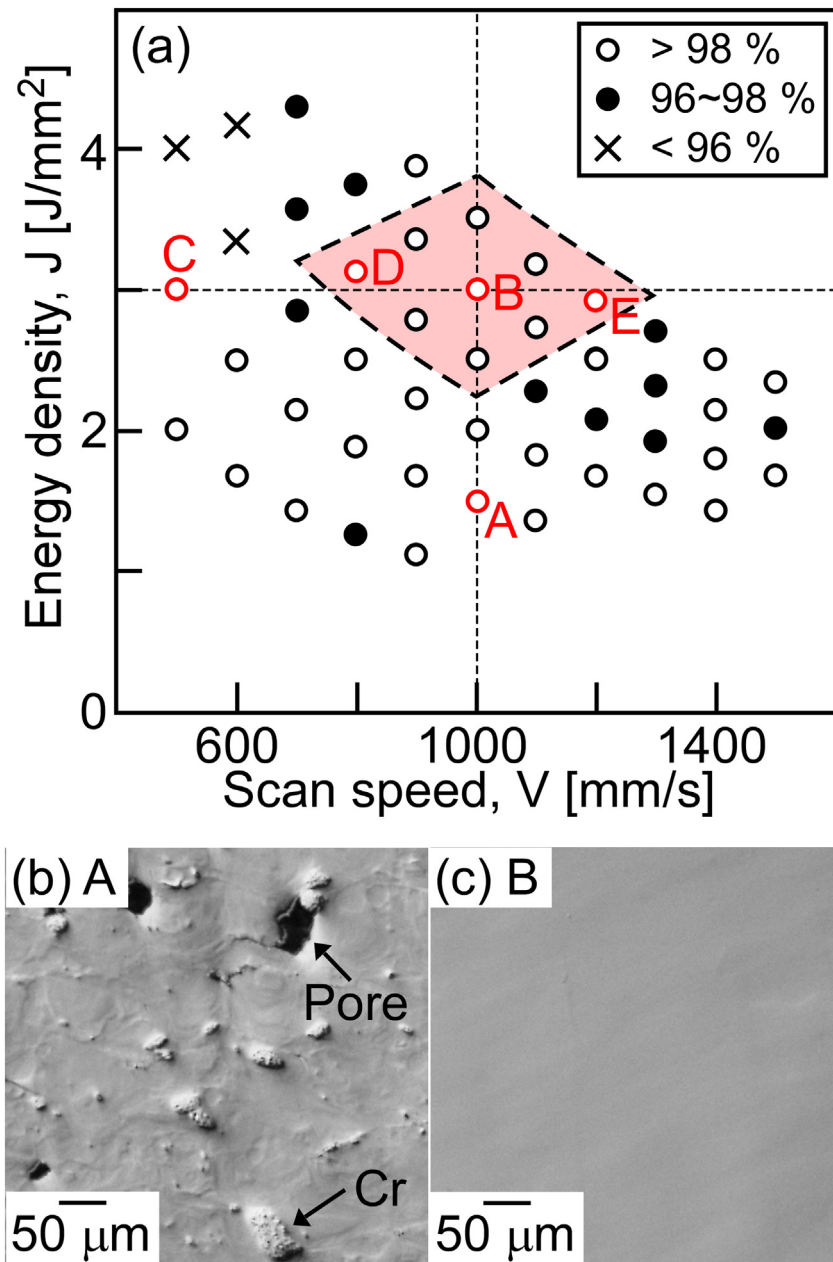 (a)
> 98 %
96~98 %
< 96 %
Energy density, J [J/mm²]
4
2
0
C
D
B
E
A
600
1000
1400
Scan speed, V [mm/s]
(b) A
Pore
Cr
50 μm
(c) B
50 μm